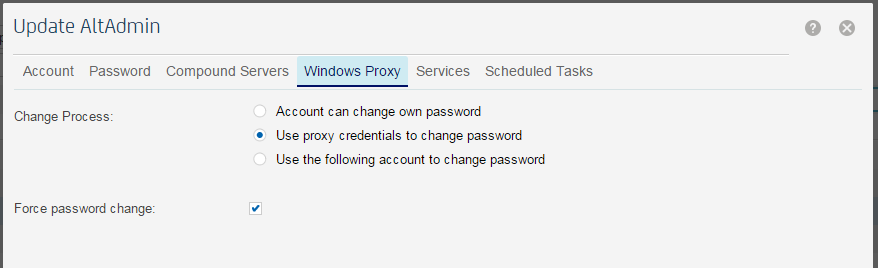 Update AltAdmin
Account Password Compound Servers Windows Proxy Services Scheduled Tasks
Change Process:
Account can change own password
Use proxy credentials to change password
Use the following account to change password
Force password change: